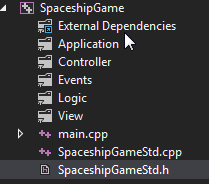 SpaceshipGame
External Dependencies
Application
Controller
Events
Logic
View
main.cpp
SpaceshipGameStd.cpp
SpaceshipGameStd.h